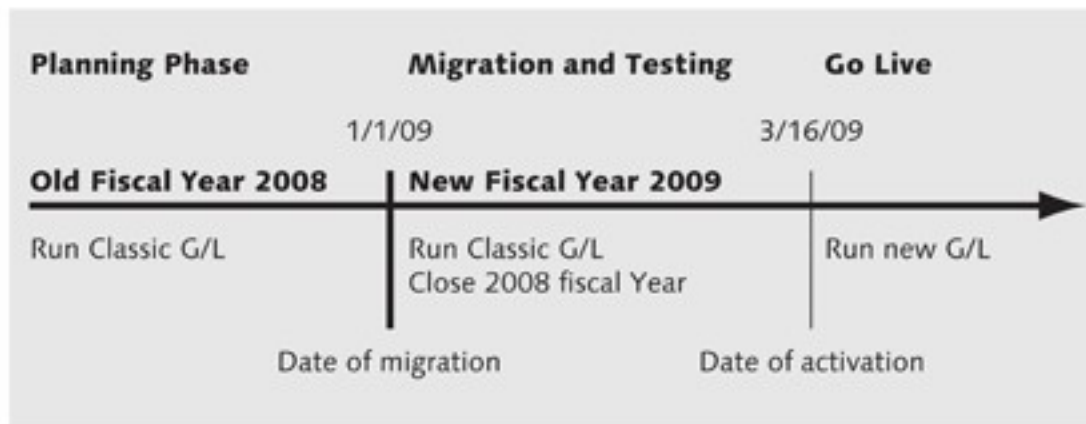 Planning Phase
Migration and Testing
Go Live
1/1/09
3/16/09
Old Fiscal Year 2008
New Fiscal Year 2009
Run Classic G/L
Run Classic G/L
Close 2008 fiscal Year
Run new G/L
Date of migration
Date of activation